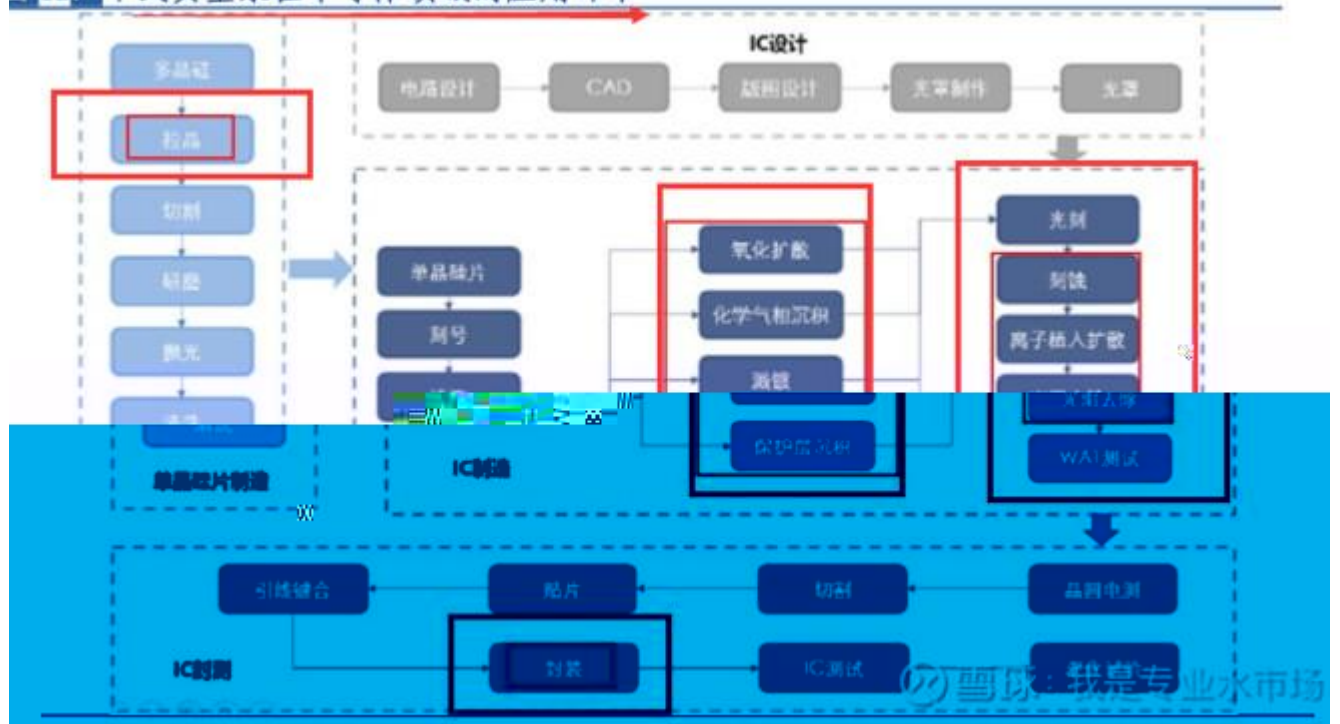 IC设计
多晶硅
电路设计
CAD
版图设计
光罩制作
光罩
拉晶
切割
光刻
氧化扩散
单晶硅片
研磨
刻蚀
化学气相沉积
刻号
离子植入扩散
抛光
溅镀
保护层沉积
WAT测试
IC制造
单晶硅片制造
引线键合
贴片
切割
晶圆电测
封装
IC测试
IC封测
雪球:我是专业水市场